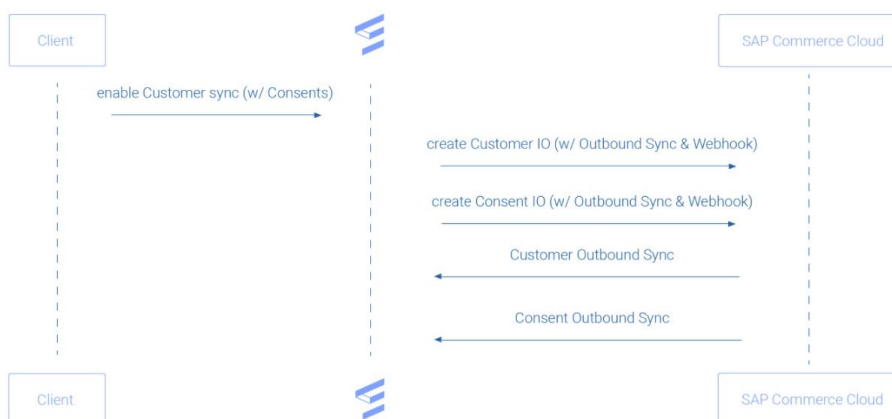 Client
SAP Commerce Cloud
enable Customer sync (w/ Consents)
create Customer IO (w/ Outbound Sync & Webhook)
create Consent IO (w/ Outbound Sync & Webhook)
Customer Outbound Sync
Consent Outbound Sync
Client
SAP Commerce Cloud